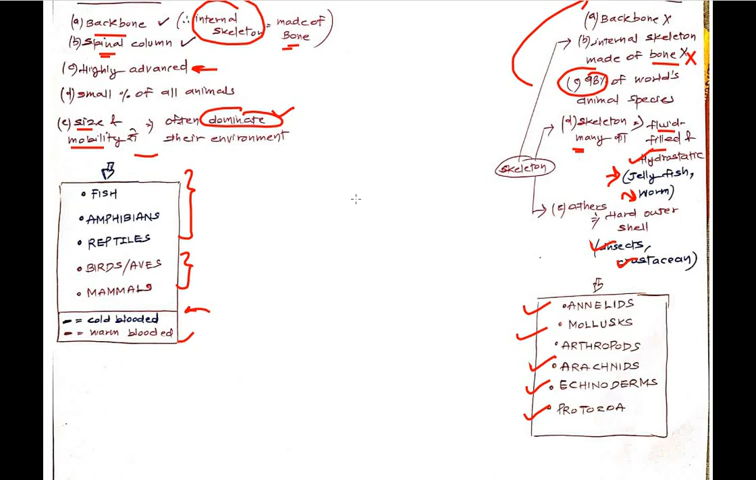 (a) Backbone ✓ (∴ internal skeleton = made of Bone)
(b) Spinal column ✓
(c) Highly advanced
(d) small % of all animals
(e) size & mobility में ⇒ often dominate their environment
• FISH
• AMPHIBIANS
• REPTILES
• BIRDS/AVES
• MAMMALS
- = cold blooded
- = warm blooded
skeleton
(a) Backbone X
(b) internal skeleton
made of bone X
(c) 98% of world's
animal species
(d) skeleton ⇒ fluid-
many का filled &
Hydrostatic
(Jelly fish,
worm)
(e) others
⇒ Hard outer
shell
(insects,
crustacean)
• ANNELIDS
• MOLLUSKS
• ARTHROPODS
• ARACHNIDS
• ECHINODERMS
• PROTOZOA